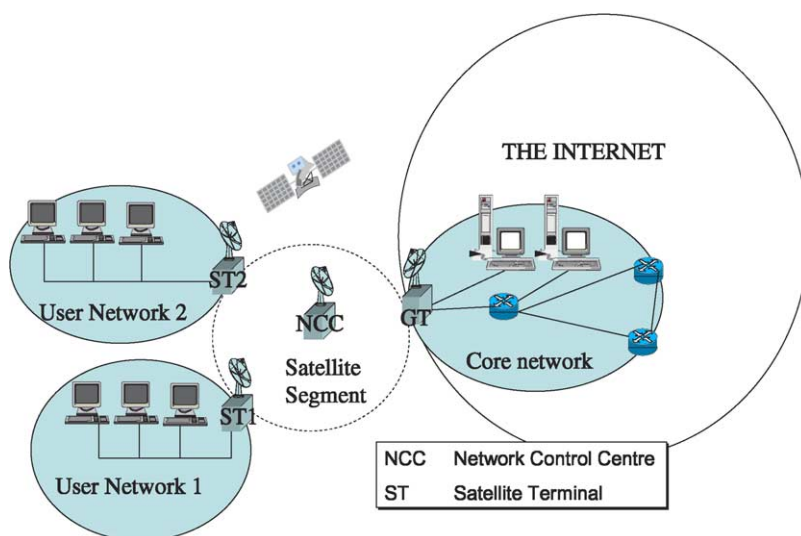 THE INTERNET
ST2
User Network 2
NCC
GT
Satellite
Segment
Core network
ST1
User Network 1
NCC Network Control Centre
ST Satellite Terminal